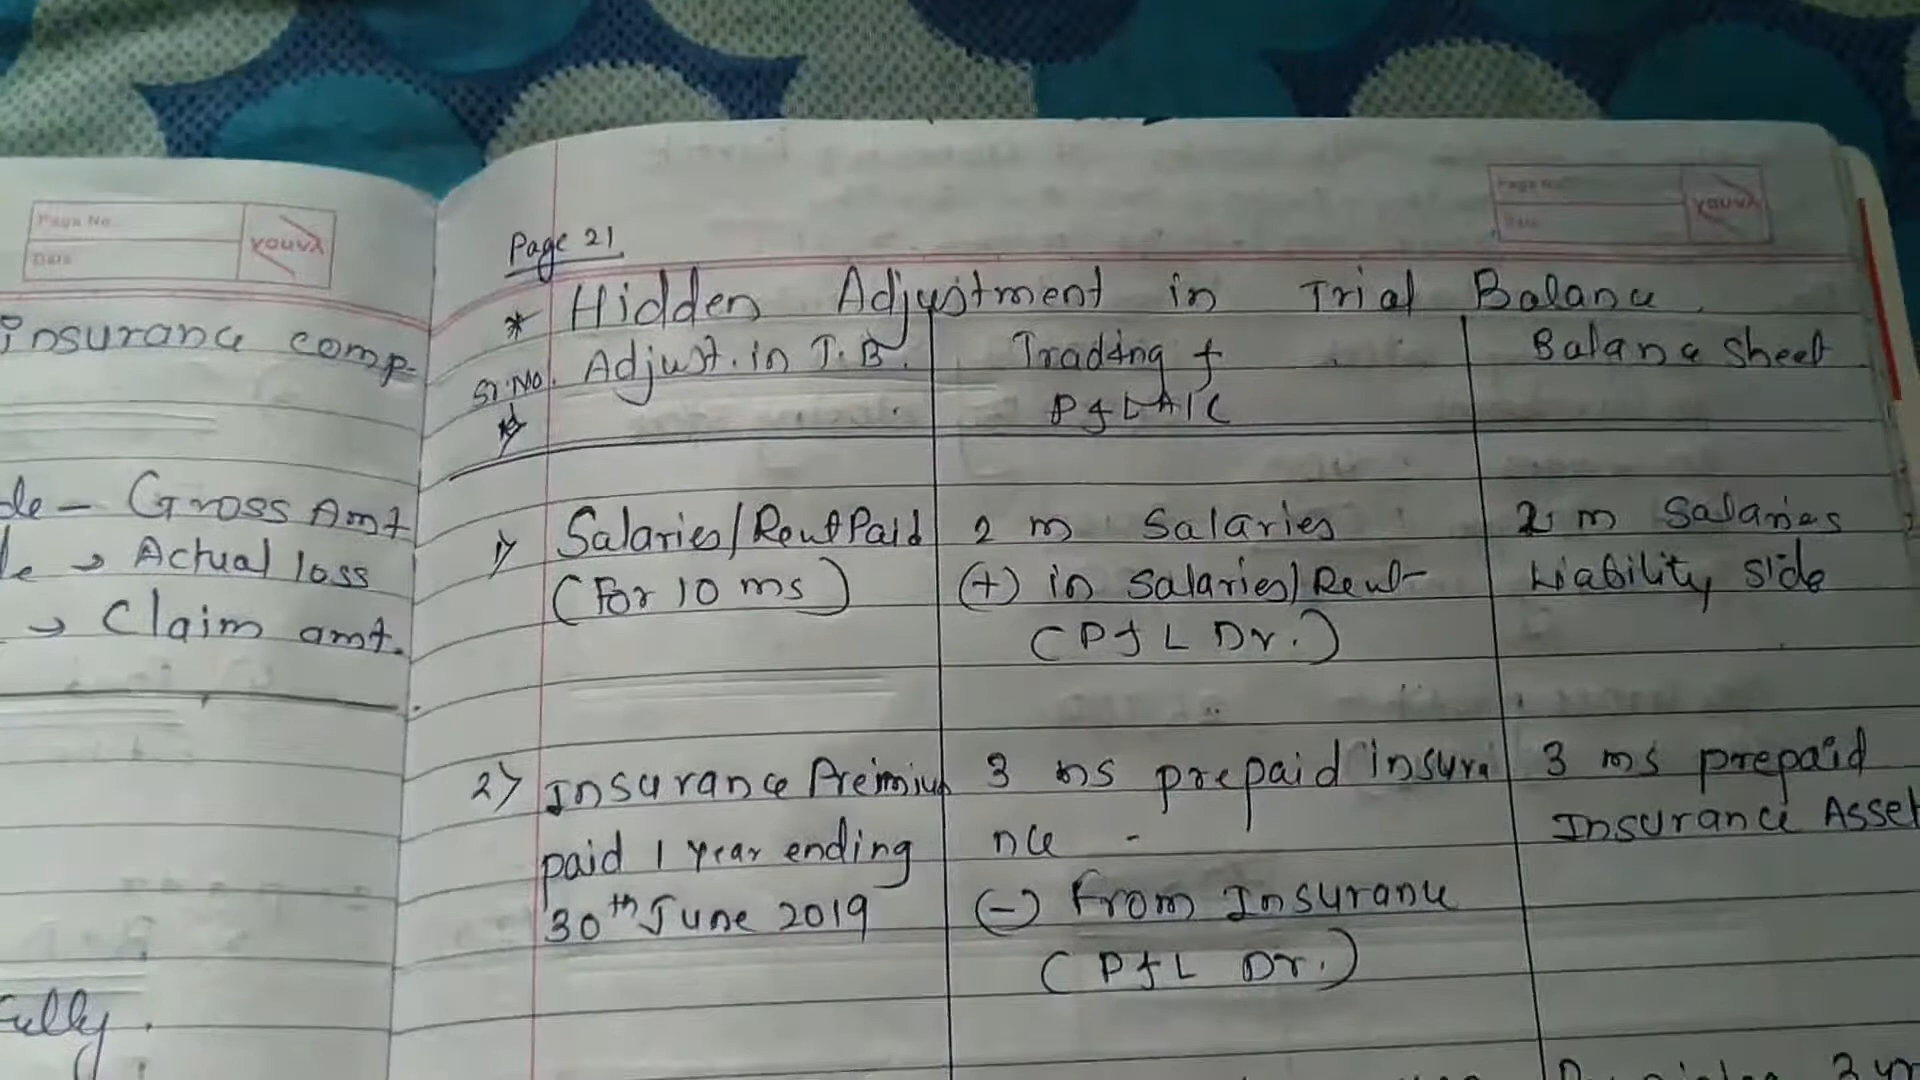 Page No.
Date
youva
insurance comp.
de - Gross Amt
le → Actual loss
→ Claim amt.
Fully.
Page No.
Date
youva
Page 21
* Hidden Adjustment in Trial Balance.
Sr.No. Adjust. in T.B. Trading & Balance Sheet
P & L A/C
1) Salaries/Rent Paid 2 m Salaries 2 m Salaries
(For 10 ms) (+) in Salaries/Rent Liability side
(P & L Dr.)
2) Insurance Premium 3 ms prepaid Insura 3 ms prepaid
paid 1 year ending nce - Insurance Asset
30th June 2019 (-) from Insurance
(P & L Dr.)